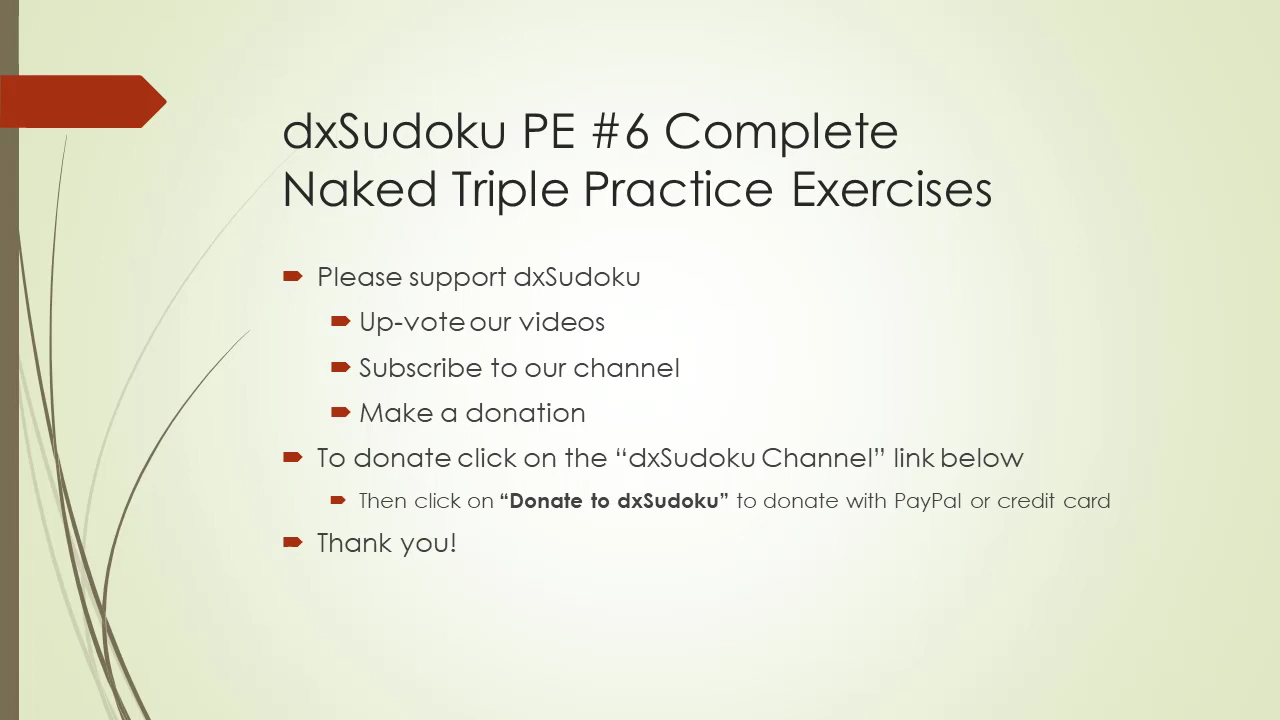 dxSudoku PE #6 Complete
Naked Triple Practice Exercises
Please support dxSudoku
Up-vote our videos
Subscribe to our channel
Make a donation
To donate click on the “dxSudoku Channel” link below
Then click on “Donate to dxSudoku” to donate with PayPal or credit card
Thank you!